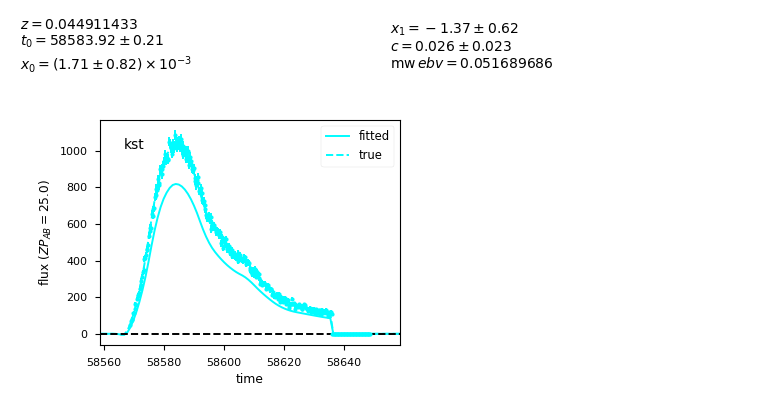 z = 0.044911433
t₀ = 58583.92 ± 0.21
x₀ = (1.71 ± 0.82) × 10⁻³
x₁ = −1.37 ± 0.62
c = 0.026 ± 0.023
mw ebv = 0.051689686
kst
fitted
true
flux (ZP_AB = 25.0)
1000
800
600
400
200
0
58560 58580 58600 58620 58640
time